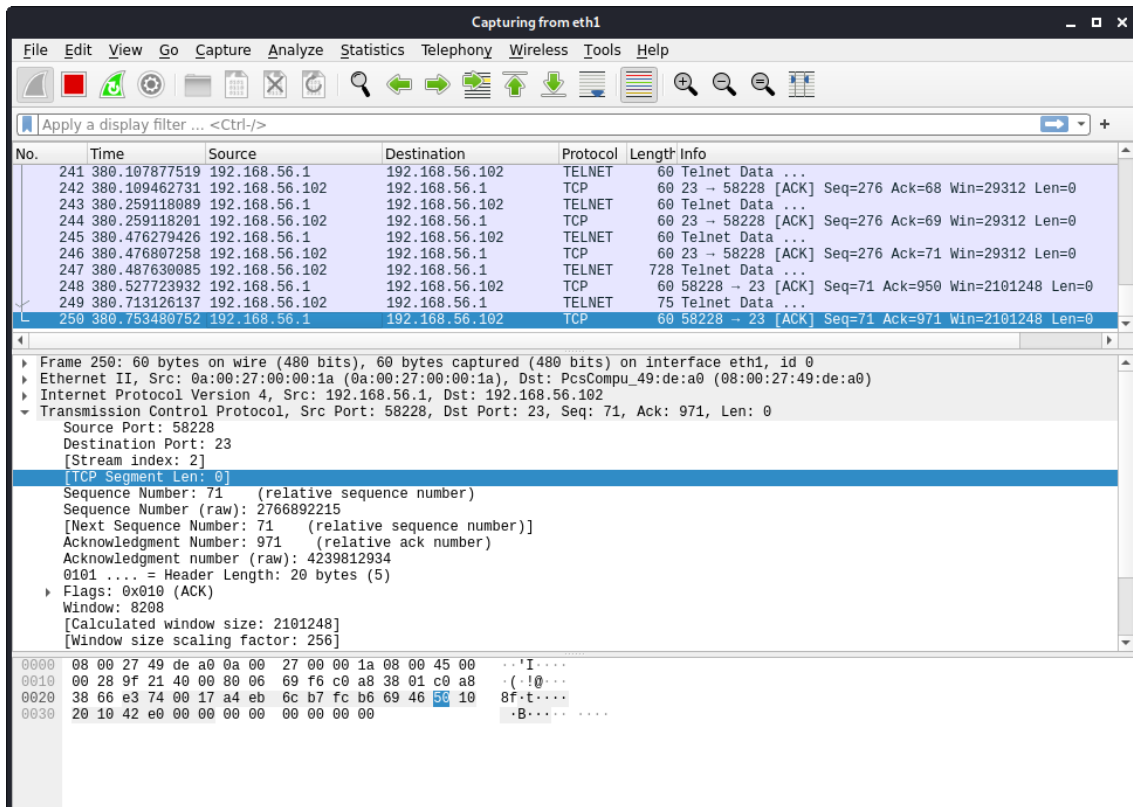 Capturing from eth1
File Edit View Go Capture Analyze Statistics Telephony Wireless Tools Help
Apply a display filter ... <Ctrl-/>
No. Time Source Destination Protocol Length Info
241 380.107877519 192.168.56.1 192.168.56.102 TELNET 60 Telnet Data ...
242 380.109462731 192.168.56.102 192.168.56.1 TCP 60 23 → 58228 [ACK] Seq=276 Ack=68 Win=29312 Len=0
243 380.259118089 192.168.56.1 192.168.56.102 TELNET 60 Telnet Data ...
244 380.259118201 192.168.56.102 192.168.56.1 TCP 60 23 → 58228 [ACK] Seq=276 Ack=69 Win=29312 Len=0
245 380.476279426 192.168.56.1 192.168.56.102 TELNET 60 Telnet Data ...
246 380.476807258 192.168.56.102 192.168.56.1 TCP 60 23 → 58228 [ACK] Seq=276 Ack=71 Win=29312 Len=0
247 380.487630085 192.168.56.102 192.168.56.1 TELNET 728 Telnet Data ...
248 380.527723932 192.168.56.1 192.168.56.102 TCP 60 58228 → 23 [ACK] Seq=71 Ack=950 Win=2101248 Len=0
249 380.713126137 192.168.56.102 192.168.56.1 TELNET 75 Telnet Data ...
250 380.753480752 192.168.56.1 192.168.56.102 TCP 60 58228 → 23 [ACK] Seq=71 Ack=971 Win=2101248 Len=0
Frame 250: 60 bytes on wire (480 bits), 60 bytes captured (480 bits) on interface eth1, id 0
Ethernet II, Src: 0a:00:27:00:00:1a (0a:00:27:00:00:1a), Dst: PcsCompu_49:de:a0 (08:00:27:49:de:a0)
Internet Protocol Version 4, Src: 192.168.56.1, Dst: 192.168.56.102
Transmission Control Protocol, Src Port: 58228, Dst Port: 23, Seq: 71, Ack: 971, Len: 0
Source Port: 58228
Destination Port: 23
[Stream index: 2]
[TCP Segment Len: 0]
Sequence Number: 71 (relative sequence number)
Sequence Number (raw): 2766892215
[Next Sequence Number: 71 (relative sequence number)]
Acknowledgment Number: 971 (relative ack number)
Acknowledgment number (raw): 4239812934
0101 .... = Header Length: 20 bytes (5)
Flags: 0x010 (ACK)
Window: 8208
[Calculated window size: 2101248]
[Window size scaling factor: 256]
0000 08 00 27 49 de a0 0a 00 27 00 00 1a 08 00 45 00 ··'I····
0010 00 28 9f 21 40 00 80 06 69 f6 c0 a8 38 01 c0 a8 ·(·!@···
0020 38 66 e3 74 00 17 a4 eb 6c b7 fc b6 69 46 50 10 8f·t····
0030 20 10 42 e0 00 00 00 00 00 00 00 00 ·B····· ····